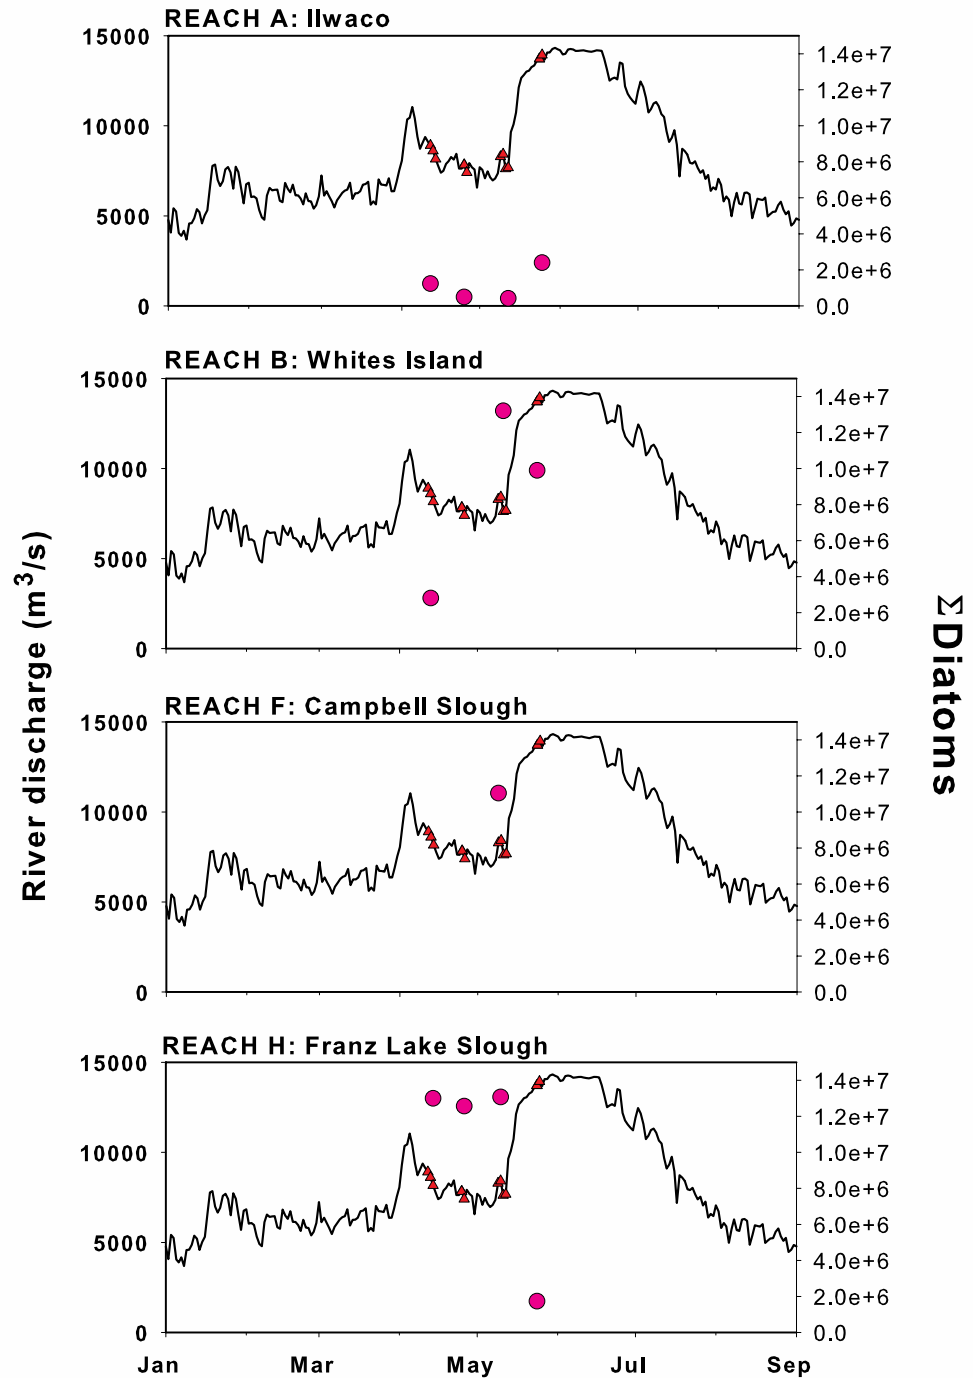 REACH A: Ilwaco
15000
10000
5000
0
1.4e+7
1.2e+7
1.0e+7
8.0e+6
6.0e+6
4.0e+6
2.0e+6
0.0
REACH B: Whites Island
15000
10000
5000
0
1.4e+7
1.2e+7
1.0e+7
8.0e+6
6.0e+6
4.0e+6
2.0e+6
0.0
River discharge (m³/s)
ΣDiatoms
REACH F: Campbell Slough
15000
10000
5000
0
1.4e+7
1.2e+7
1.0e+7
8.0e+6
6.0e+6
4.0e+6
2.0e+6
0.0
REACH H: Franz Lake Slough
15000
10000
5000
0
1.4e+7
1.2e+7
1.0e+7
8.0e+6
6.0e+6
4.0e+6
2.0e+6
0.0
Jan Mar May Jul Sep